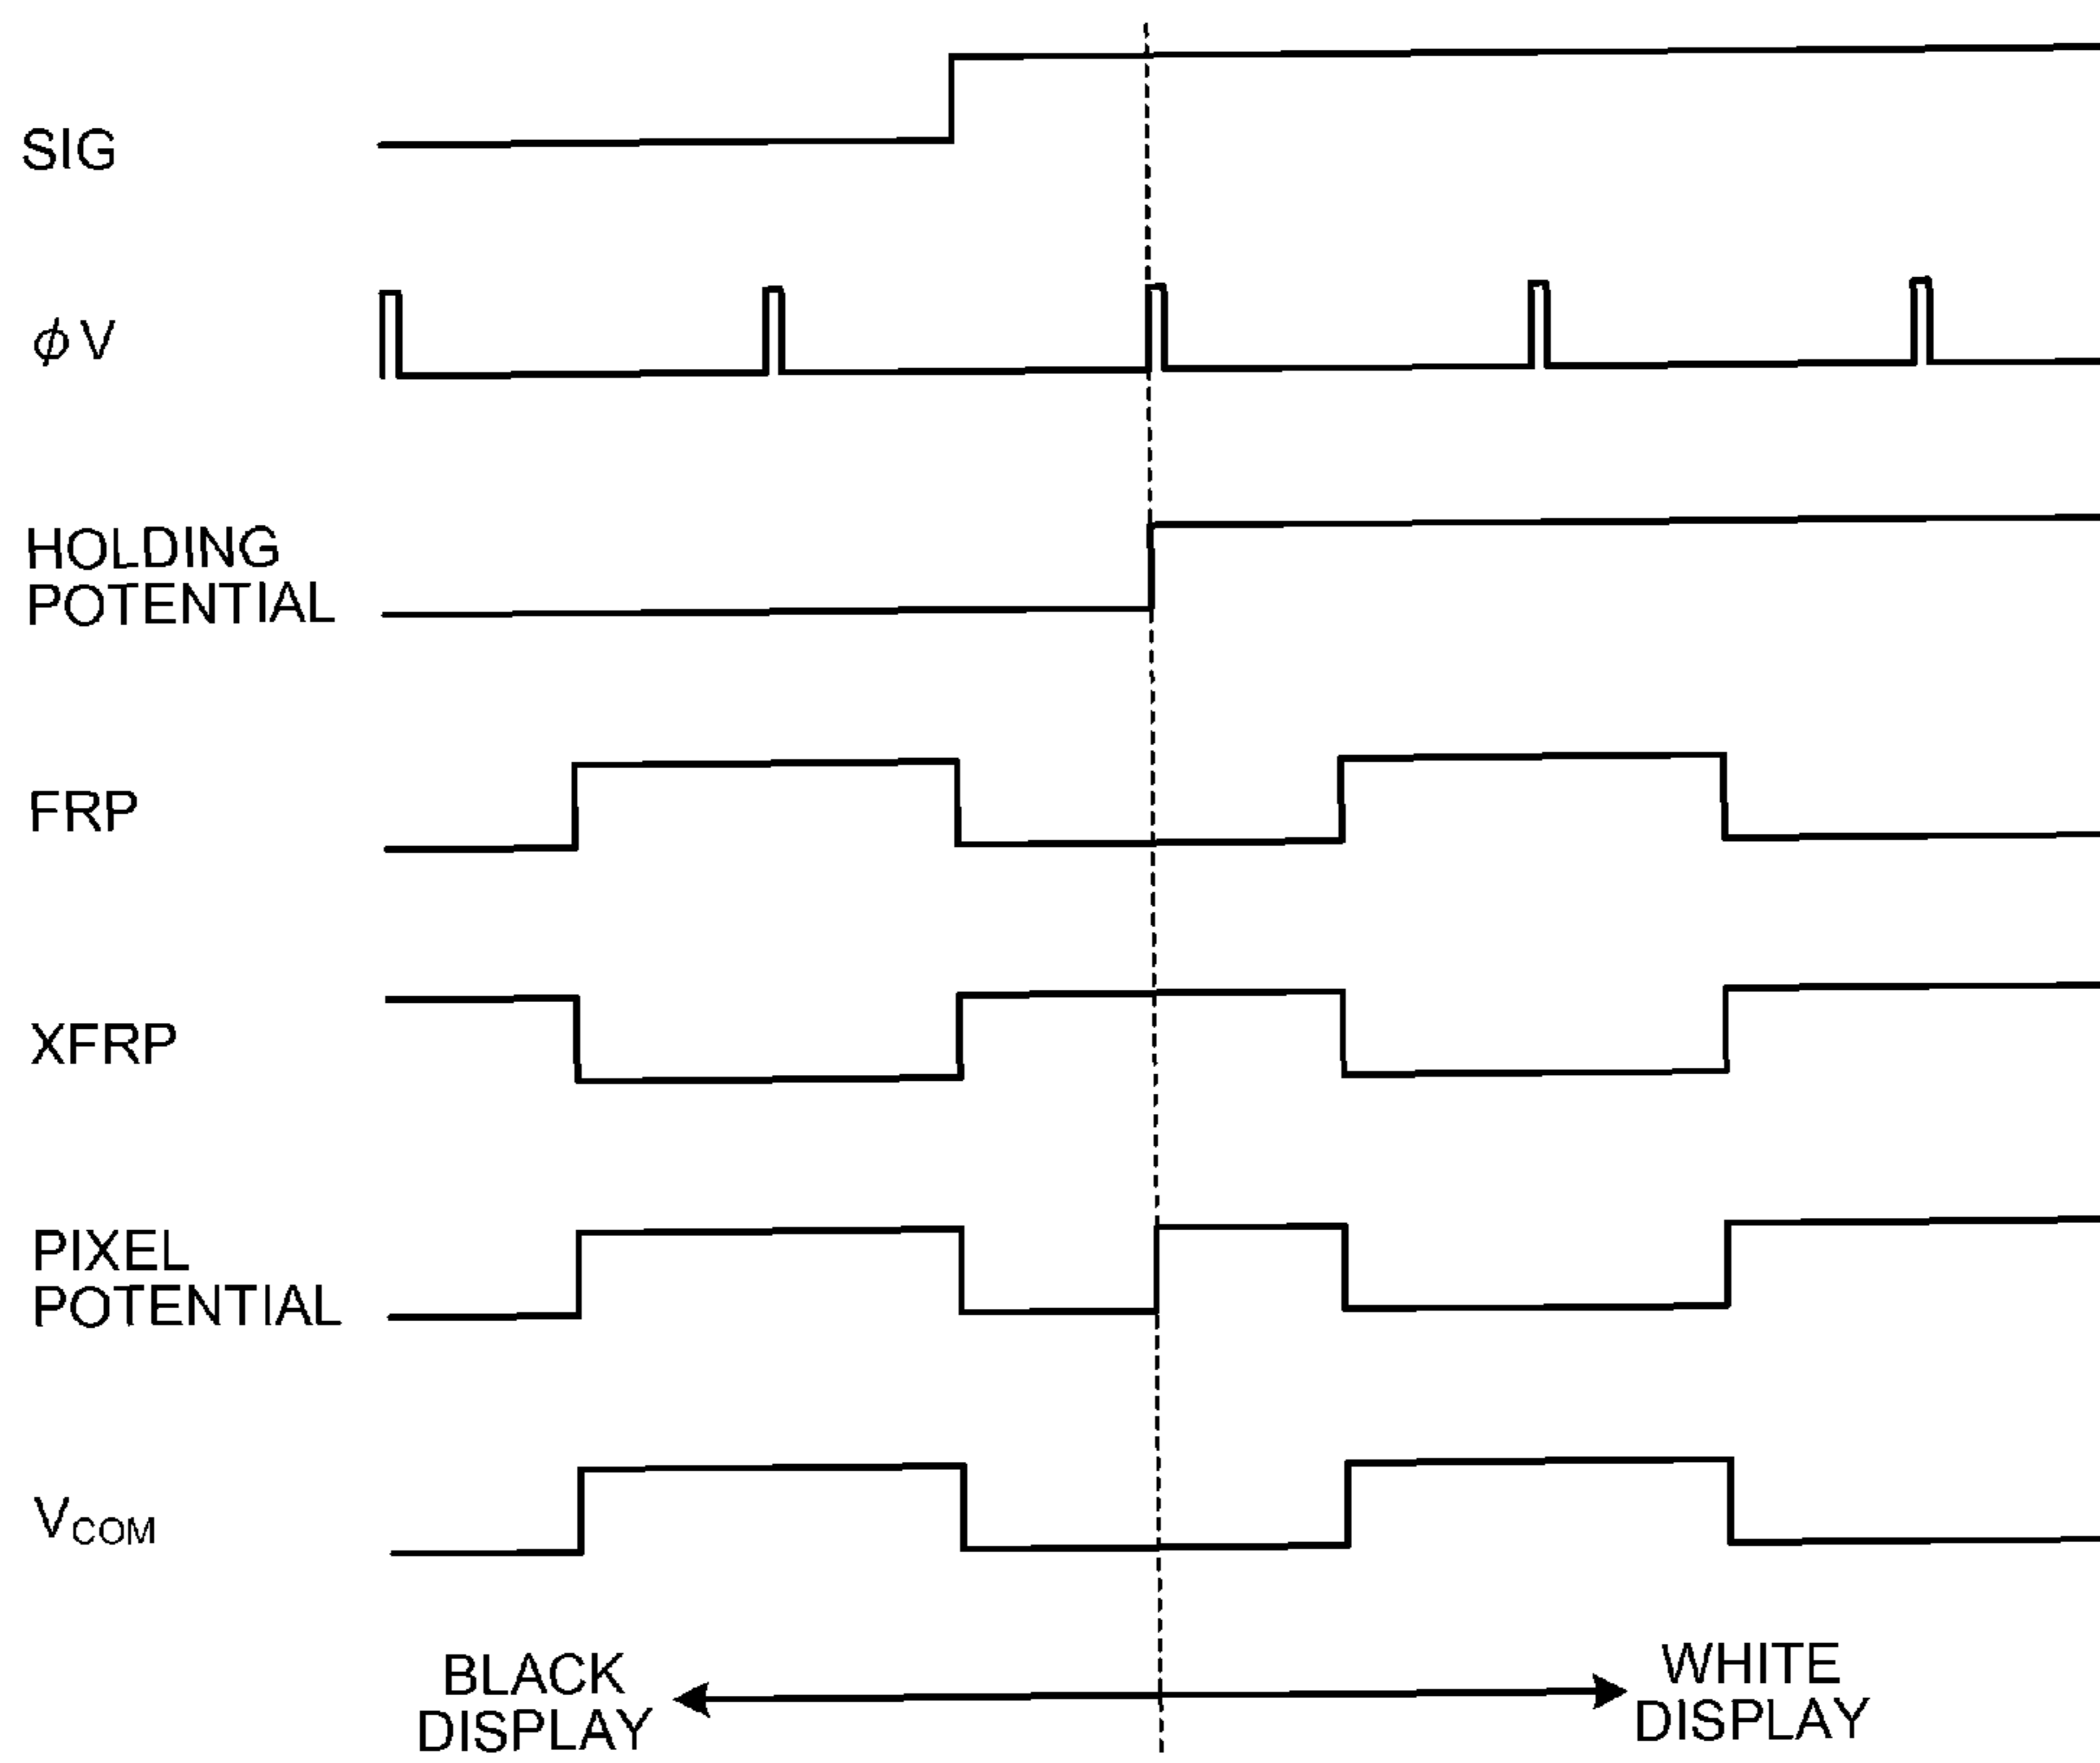 SIG
ϕV
HOLDING
POTENTIAL
FRP
XFRP
PIXEL
POTENTIAL
VCOM
BLACK
DISPLAY
WHITE
DISPLAY